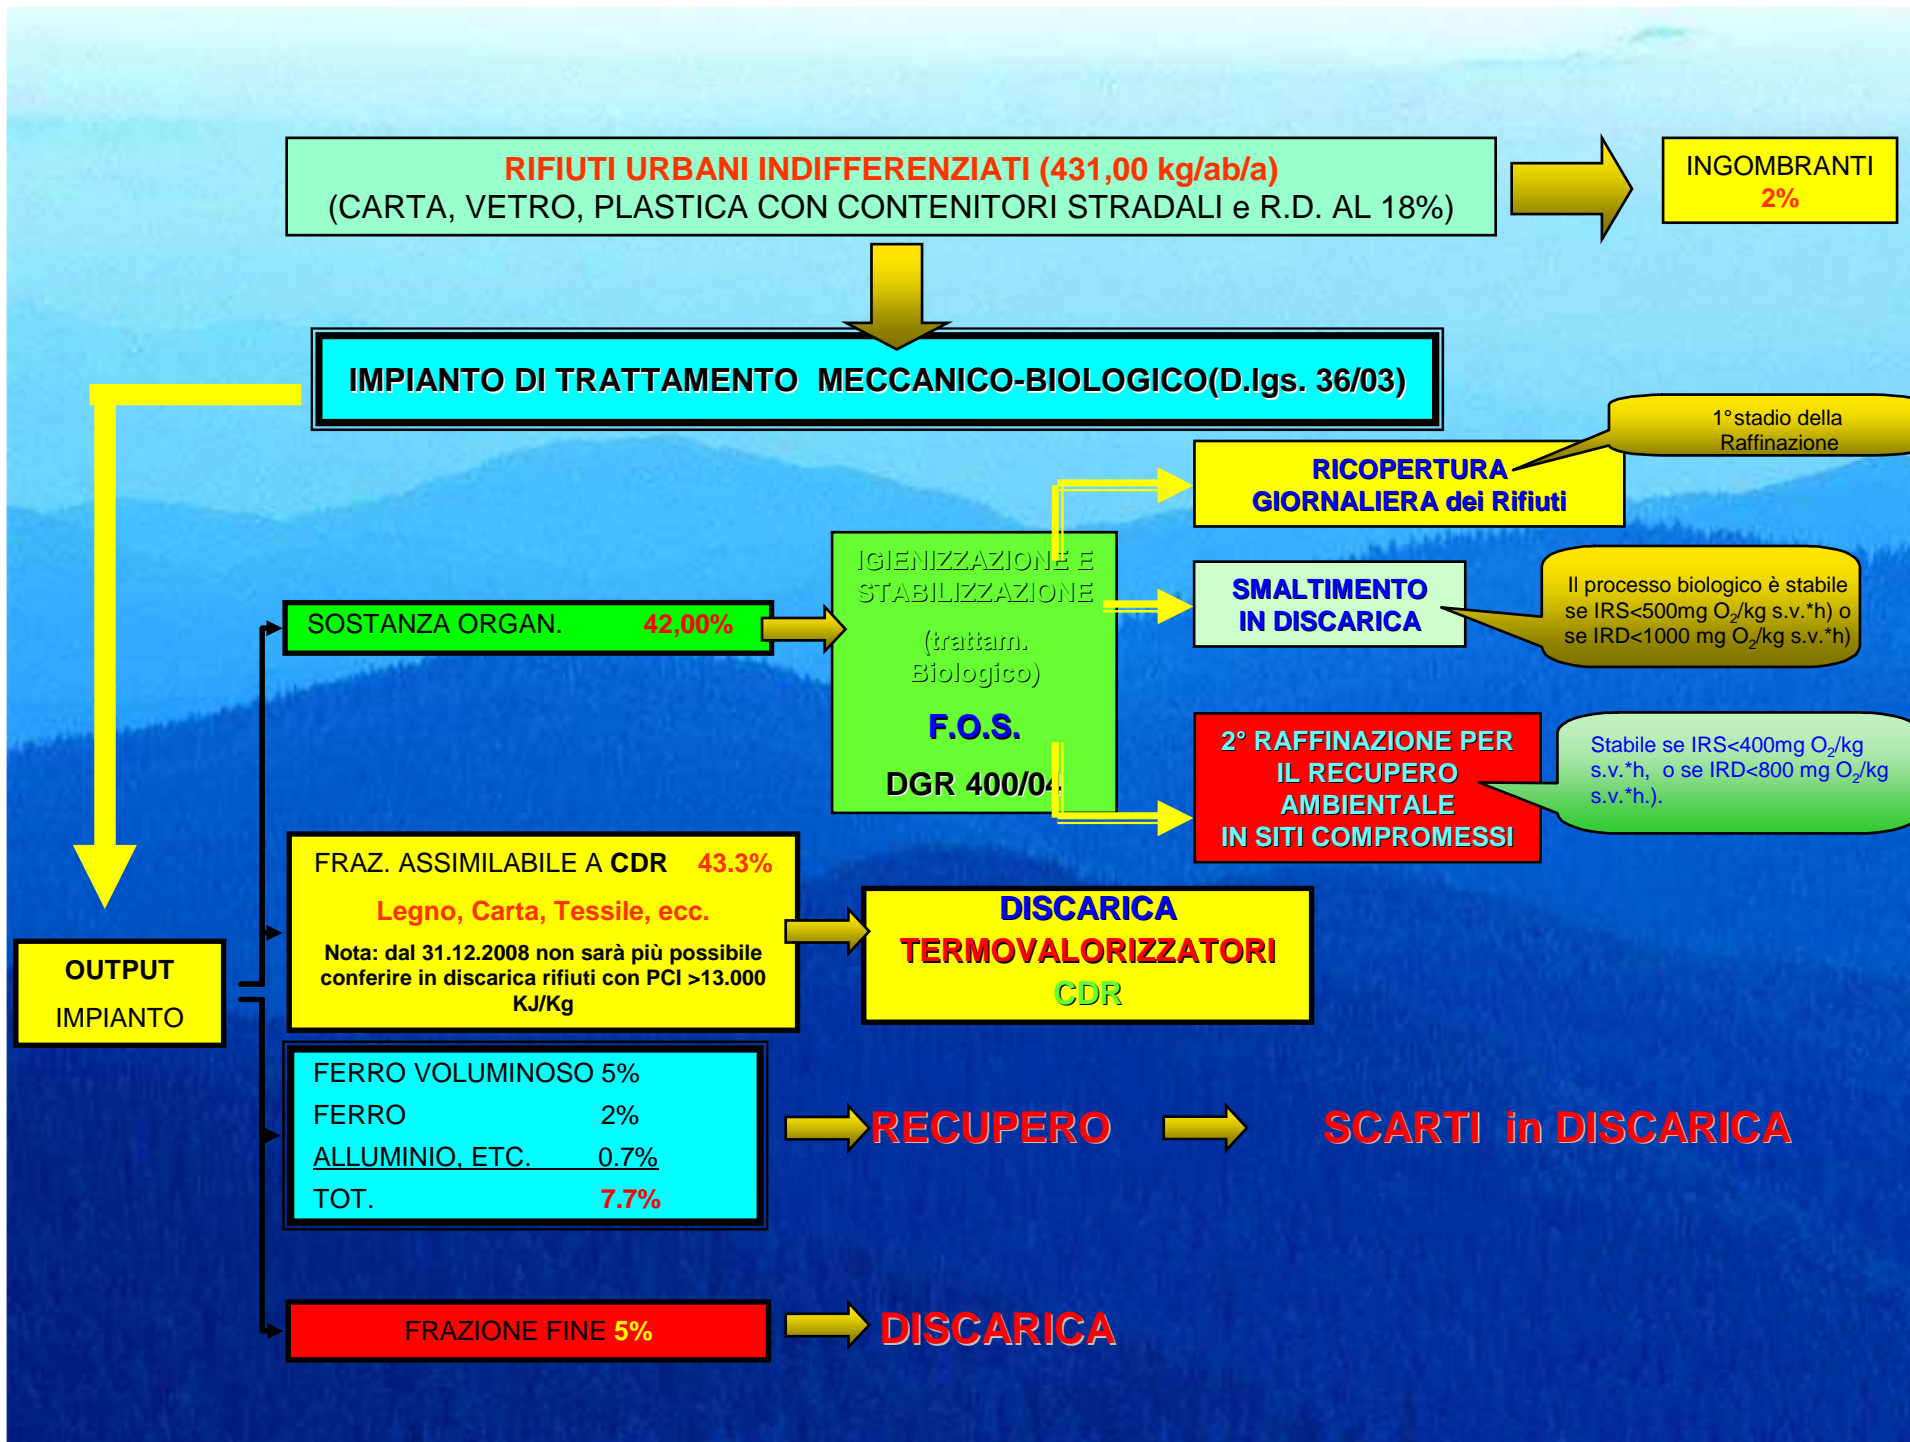 RIFIUTI URBANI INDIFFERENZIATI (431,00 kg/ab/a)
(CARTA, VETRO, PLASTICA CON CONTENITORI STRADALI e R.D. AL 18%)
INGOMBRANTI
2%
IMPIANTO DI TRATTAMENTO MECCANICO-BIOLOGICO(D.lgs. 36/03)
1° stadio della
Raffinazione
RICOPERTURA
GIORNALIERA dei Rifiuti
IGIENIZZAZIONE E
STABILIZZAZIONE
(trattam.
Biologico)
F.O.S.
DGR 400/04
SMALTIMENTO
IN DISCARICA
Il processo biologico è stabile
se IRS<500mg O₂/kg s.v.*h) o
se IRD<1000 mg O₂/kg s.v.*h)
SOSTANZA ORGAN. 42,00%
2° RAFFINAZIONE PER
IL RECUPERO
AMBIENTALE
IN SITI COMPROMESSI
Stabile se IRS<400mg O₂/kg
s.v.*h, o se IRD<800 mg O₂/kg
s.v.*h.).
FRAZ. ASSIMILABILE A CDR 43.3%
Legno, Carta, Tessile, ecc.
Nota: dal 31.12.2008 non sarà più possibile
conferire in discarica rifiuti con PCI >13.000
KJ/Kg
DISCARICA
TERMOVALORIZZATORI
CDR
OUTPUT
IMPIANTO
FERRO VOLUMINOSO 5%
FERRO 2%
ALLUMINIO, ETC. 0.7%
TOT. 7.7%
RECUPERO
SCARTI in DISCARICA
FRAZIONE FINE 5%
DISCARICA